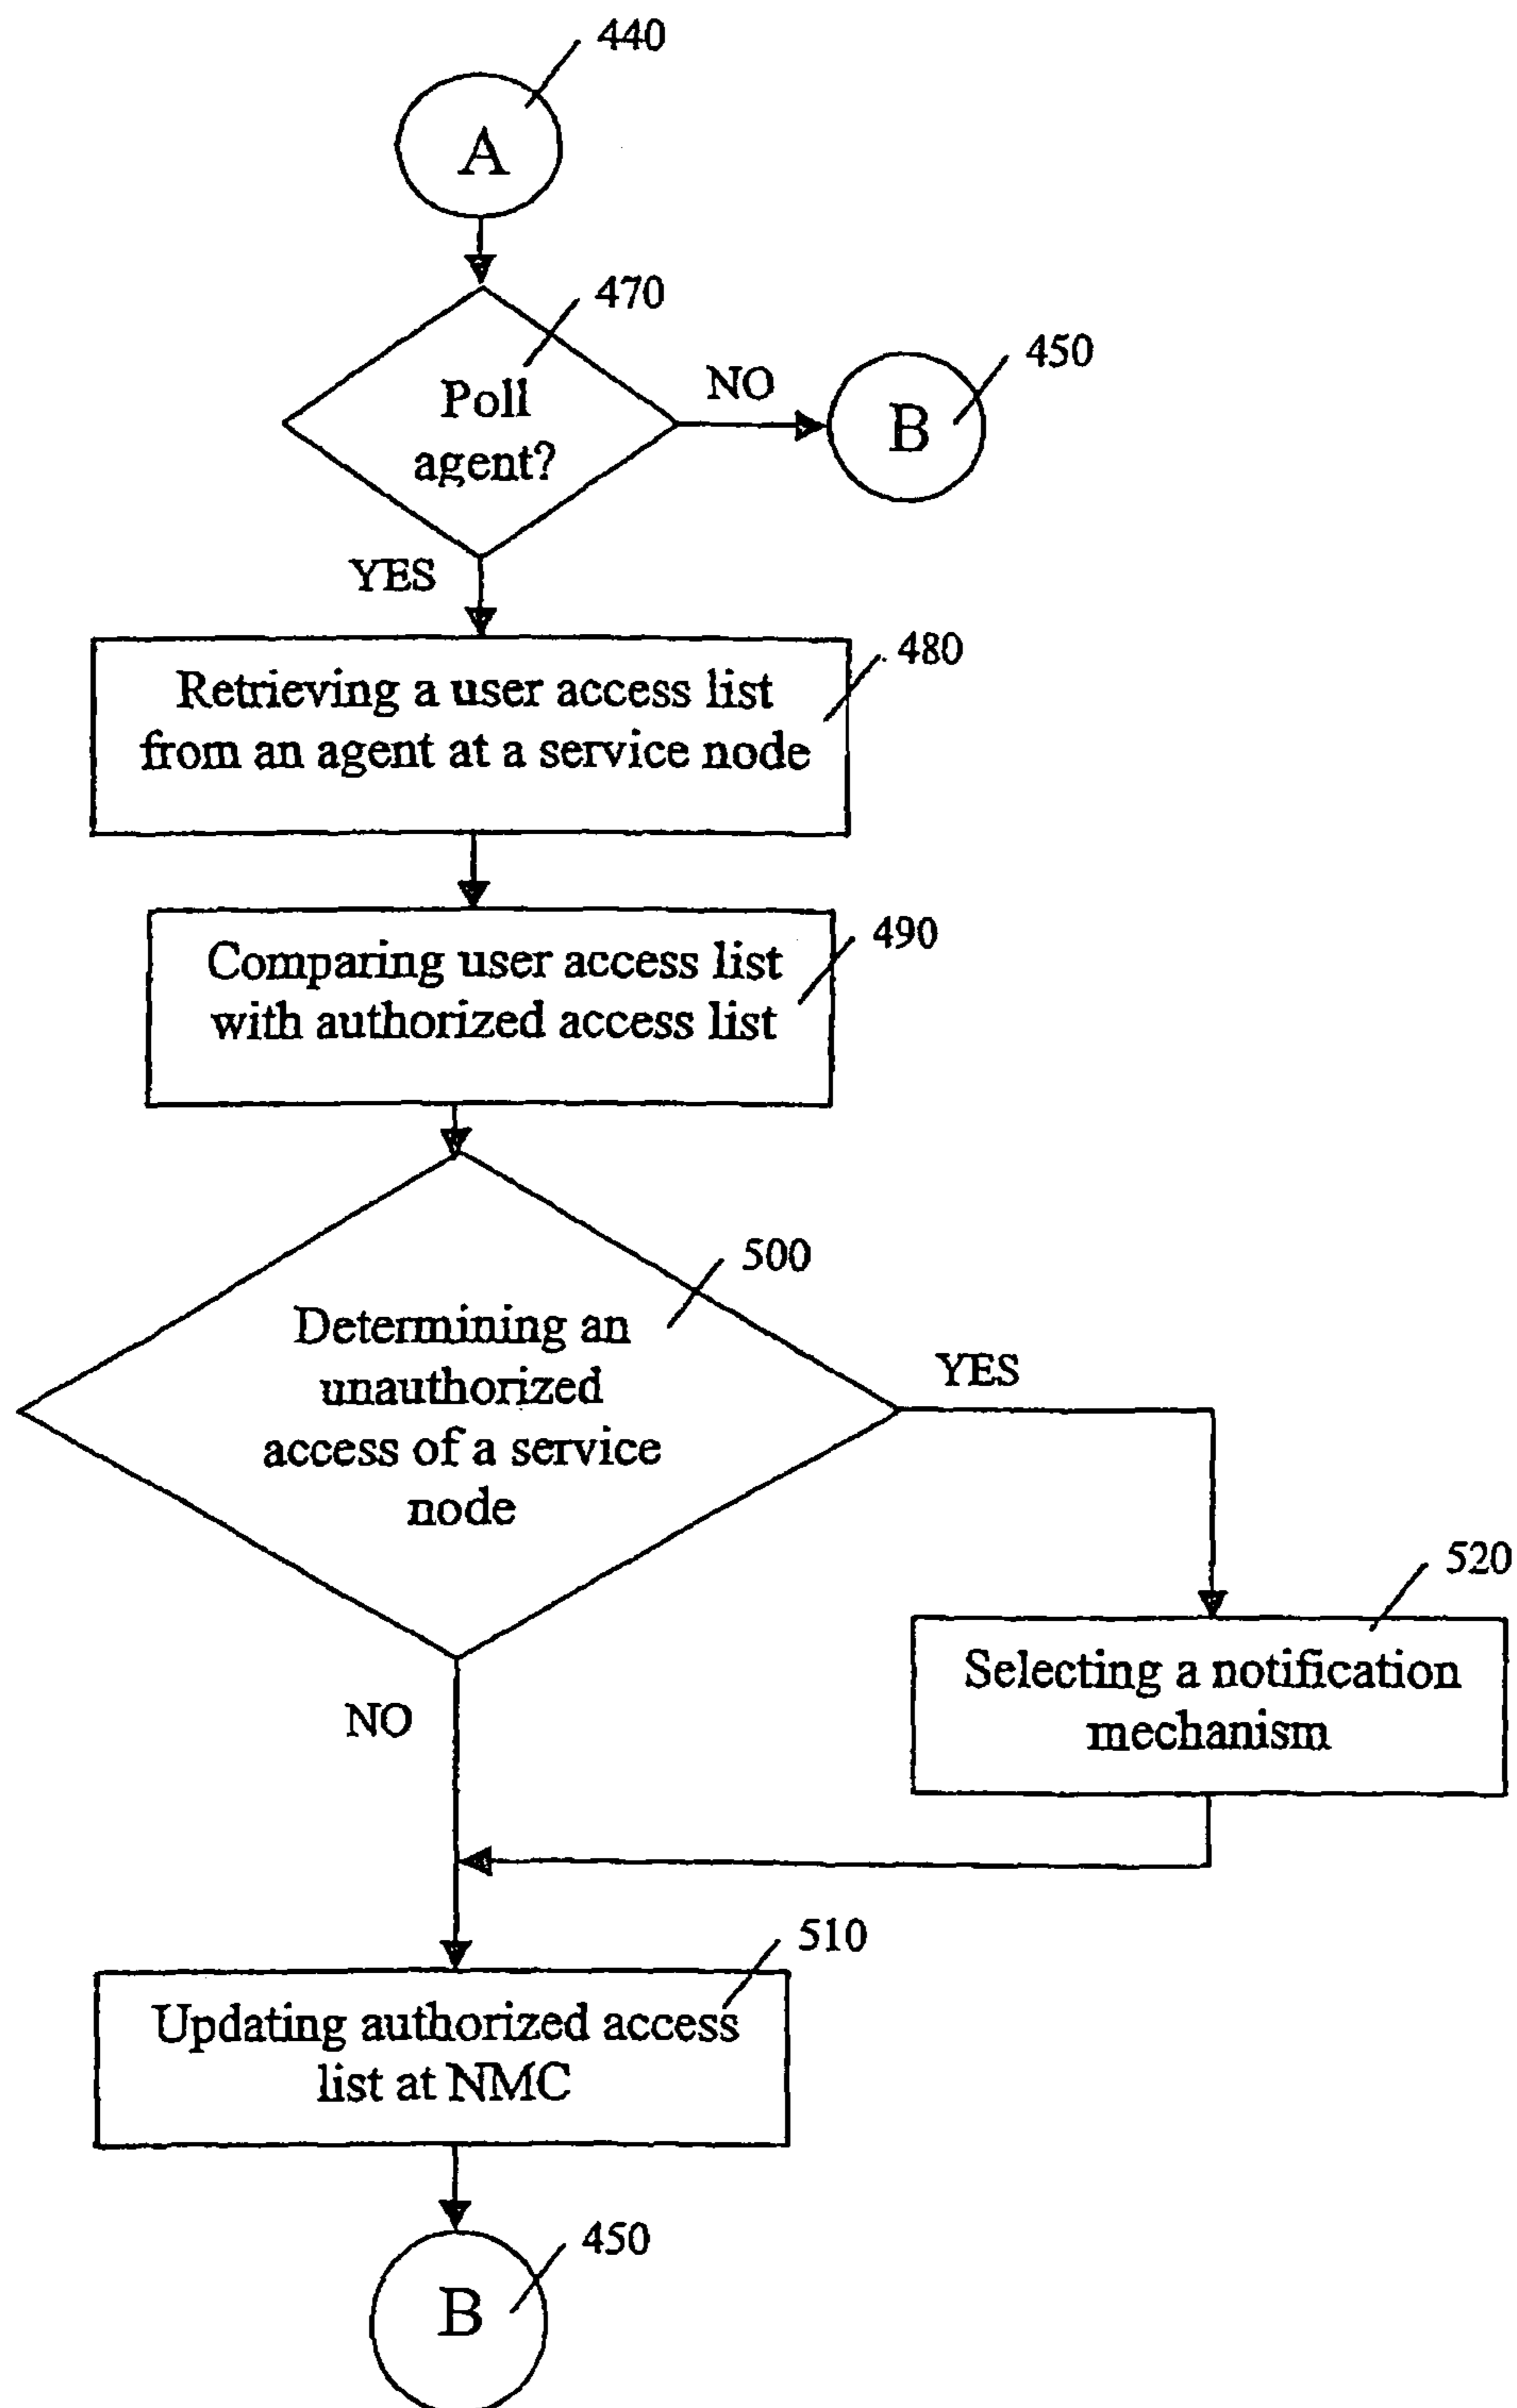 440
A
470
Poll
agent?
NO
450
B
YES
480
Retrieving a user access list
from an agent at a service node
490
Comparing user access list
with authorized access list
500
Determining an
unauthorized
access of a service
node
YES
520
Selecting a notification
mechanism
NO
510
Updating authorized access
list at NMC
450
B